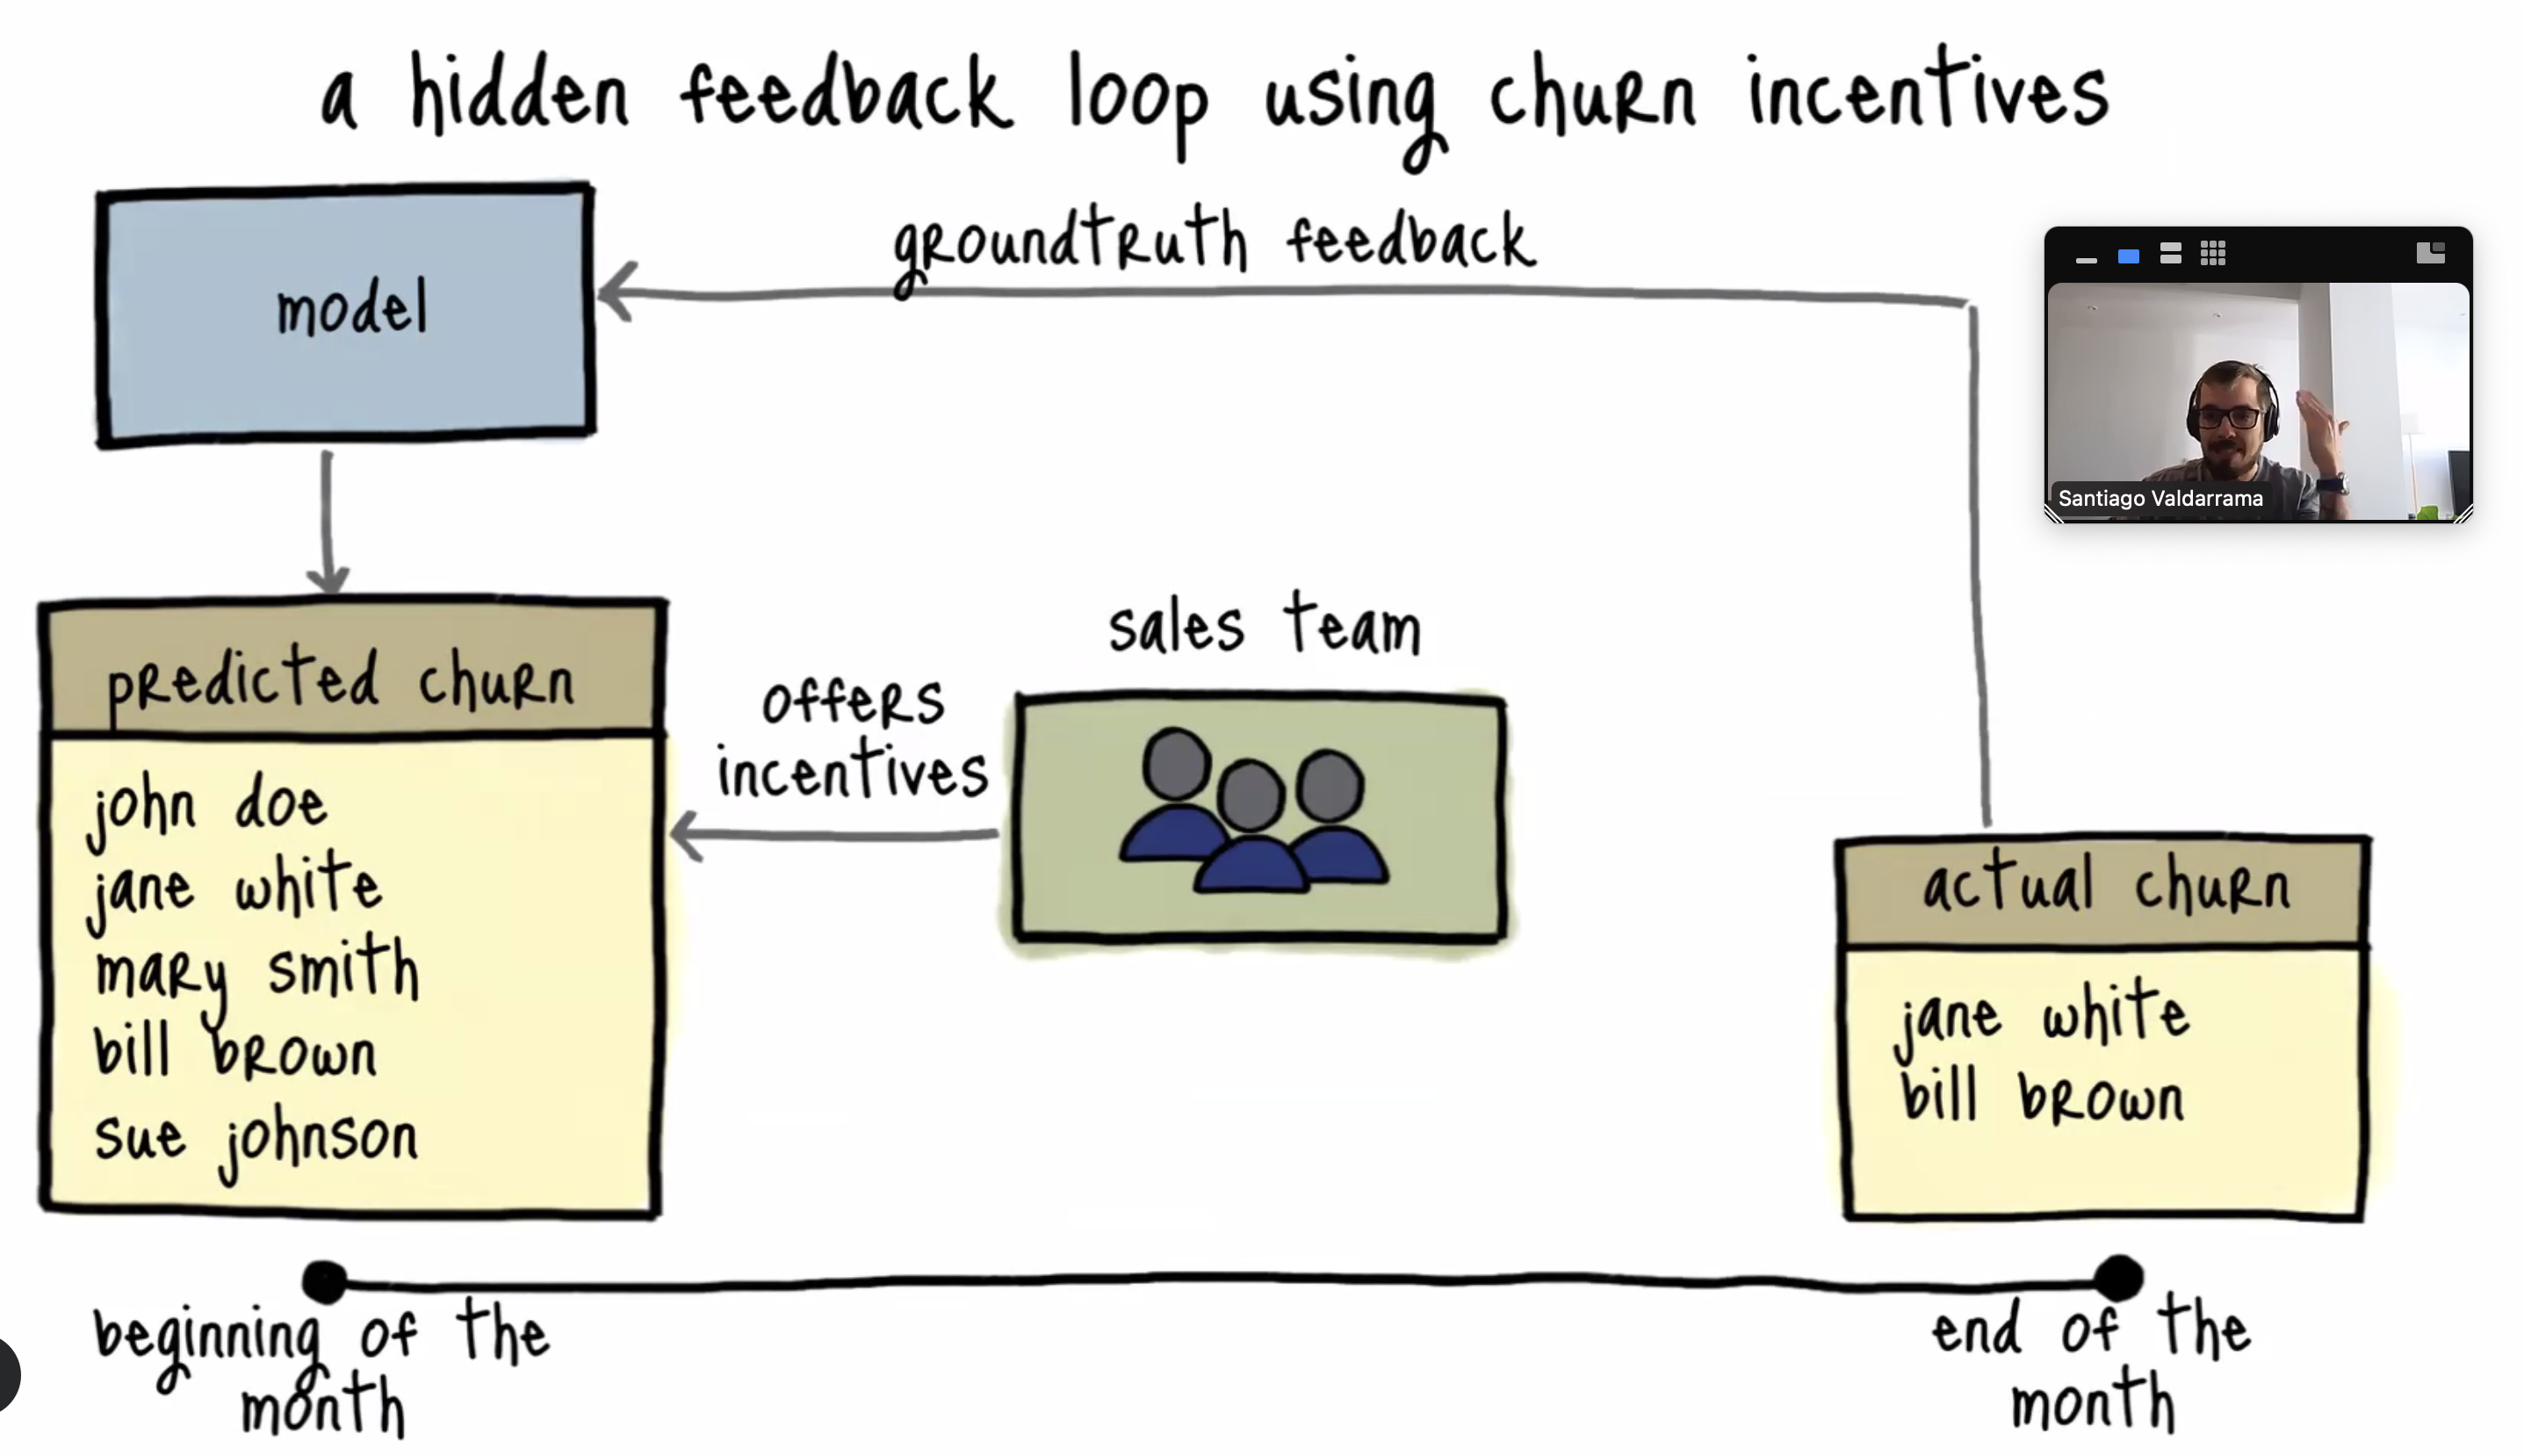 a hidden feedback loop using churn incentives
groundtruth feedback
model
Santiago Valdarrama
predicted churn
john doe
jane white
mary smith
bill brown
sue johnson
offers
incentives
sales team
actual churn
jane white
bill brown
beginning of the
month
end of the
month